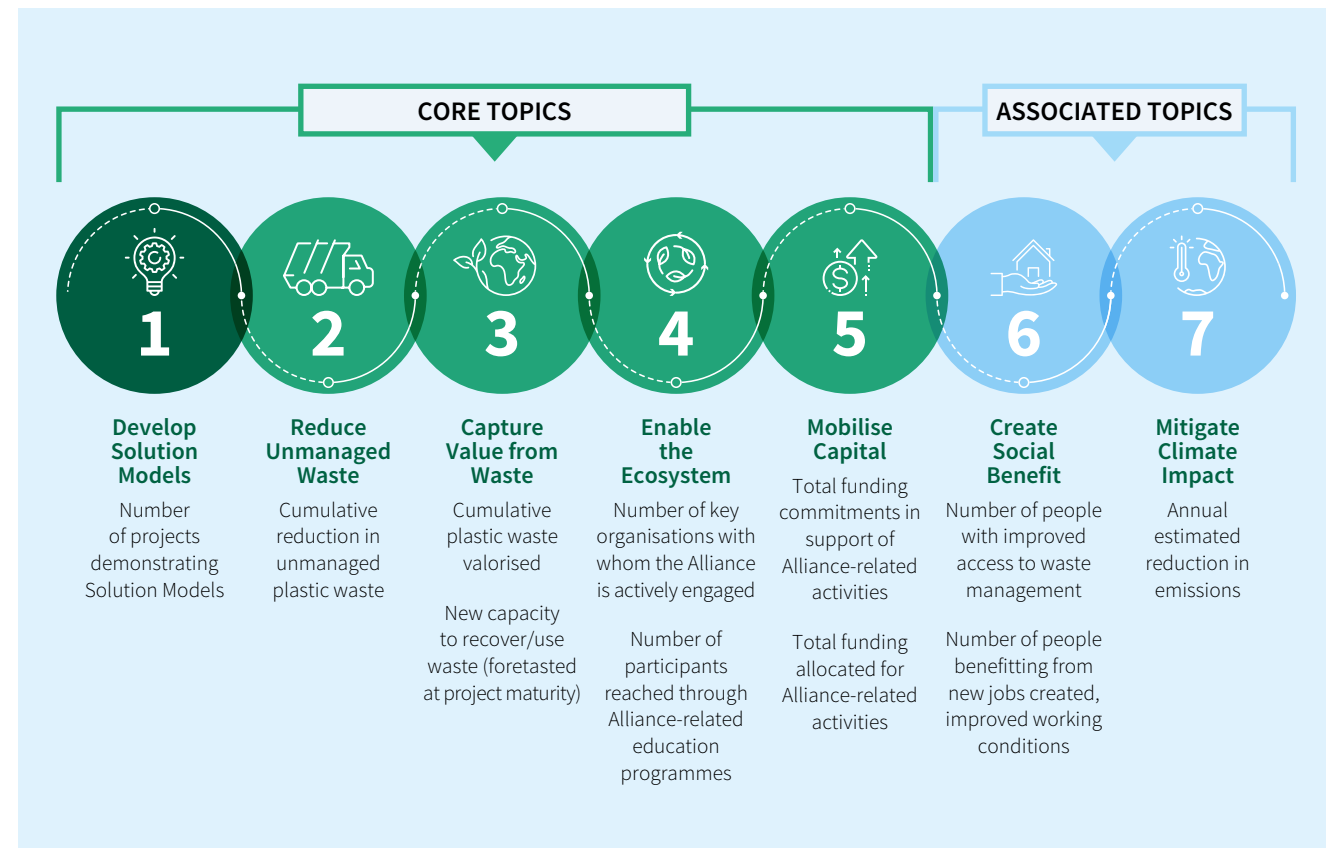 CORE TOPICS
ASSOCIATED TOPICS
1
2
3
4
5
6
7
Develop
Solution
Models
Number
of projects
demonstrating
Solution Models
Reduce
Unmanaged
Waste
Cumulative
reduction in
unmanaged
plastic waste
Capture
Value from
Waste
Cumulative
plastic waste
valorised
New capacity
to recover/use
waste (foretasted
at project maturity)
Enable
the
Ecosystem
Number of key
organisations with
whom the Alliance
is actively engaged
Number of
participants
reached through
Alliance-related
education
programmes
Mobilise
Capital
Total funding
commitments in
support of
Alliance-related
activities
Total funding
allocated for
Alliance-related
activities
Create
Social
Benefit
Number of people
with improved
access to waste
management
Number of people
benefitting from
new jobs created,
improved working
conditions
Mitigate
Climate
Impact
Annual
estimated
reduction in
emissions